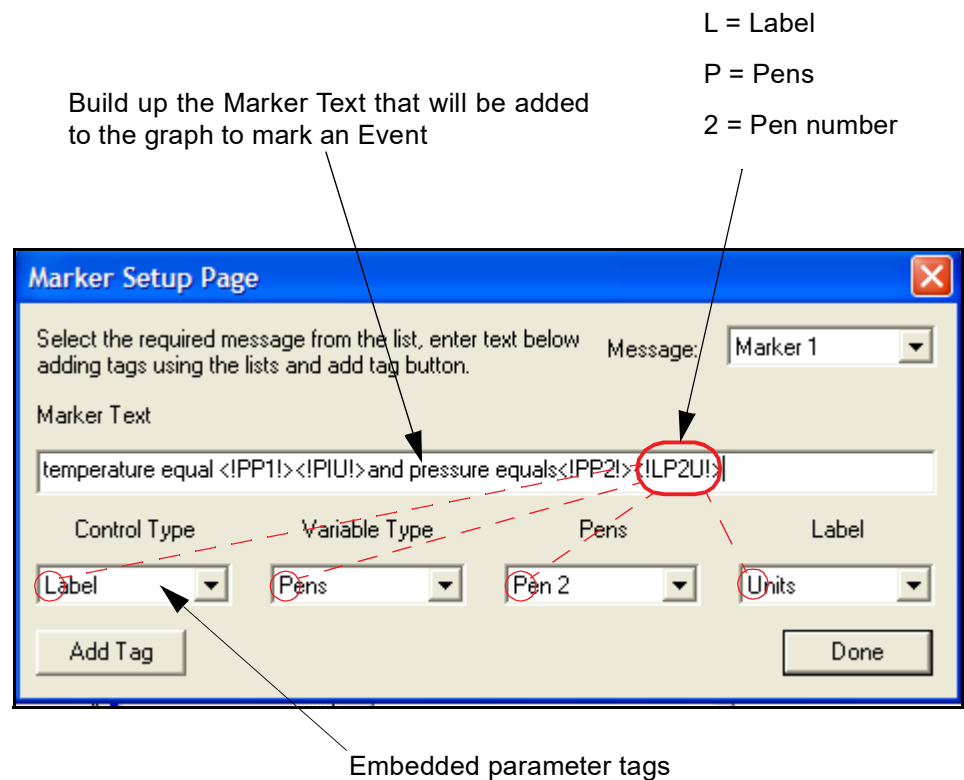 L = Label
P = Pens
2 = Pen number
Build up the Marker Text that will be added
to the graph to mark an Event
Marker Setup Page
Select the required message from the list, enter text below
adding tags using the lists and add tag button.
Message:
Marker 1
Marker Text
temperature equal <!PP1!><!PIU!>and pressure equals<!PP2!><!LP2U!>
Control Type
Variable Type
Pens
Label
Label
Pens
Pen 2
Units
Add Tag
Done
Embedded parameter tags